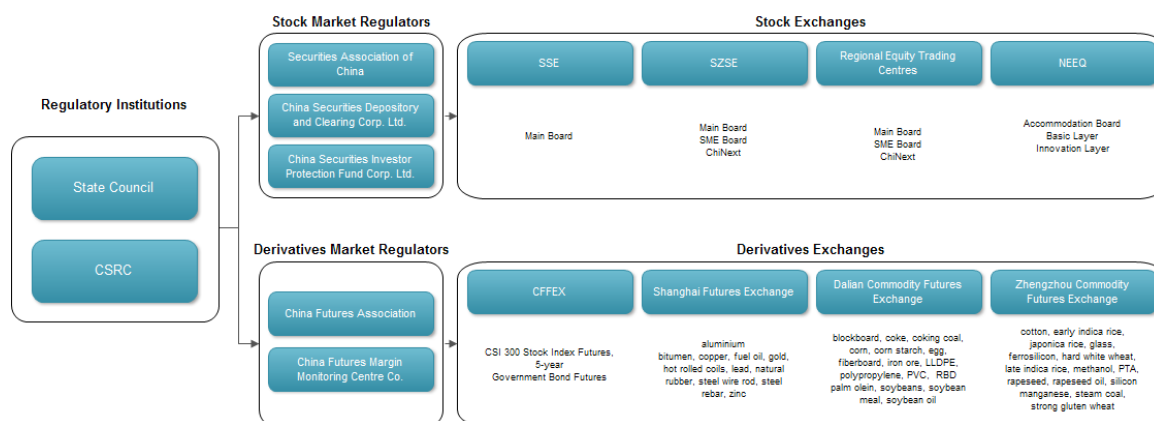 Regulatory Institutions
State Council
CSRC
Stock Market Regulators
Securities Association of
China
China Securities Depository
and Clearing Corp. Ltd.
China Securities Investor
Protection Fund Corp. Ltd.
Stock Exchanges
SSE
Main Board
SZSE
Main Board
SME Board
ChiNext
Regional Equity Trading
Centres
Main Board
SME Board
ChiNext
NEEQ
Accommodation Board
Basic Layer
Innovation Layer
Derivatives Market Regulators
China Futures Association
China Futures Margin
Monitoring Centre Co.
Derivatives Exchanges
CFFEX
CSI 300 Stock Index Futures,
5-year
Government Bond Futures
Shanghai Futures Exchange
aluminium
bitumen, copper, fuel oil, gold,
hot rolled coils, lead, natural
rubber, steel wire rod, steel
rebar, zinc
Dalian Commodity Futures
Exchange
blockboard, coke, coking coal,
corn, corn starch, egg,
fiberboard, iron ore, LLDPE,
polypropylene, PVC, RBD
palm olein, soybeans, soybean
meal, soybean oil
Zhengzhou Commodity
Futures Exchange
cotton, early indica rice,
japonica rice, glass,
ferrosilicon, hard white wheat,
late indica rice, methanol, PTA,
rapeseed, rapeseed oil, silicon
manganese, steam coal,
strong gluten wheat